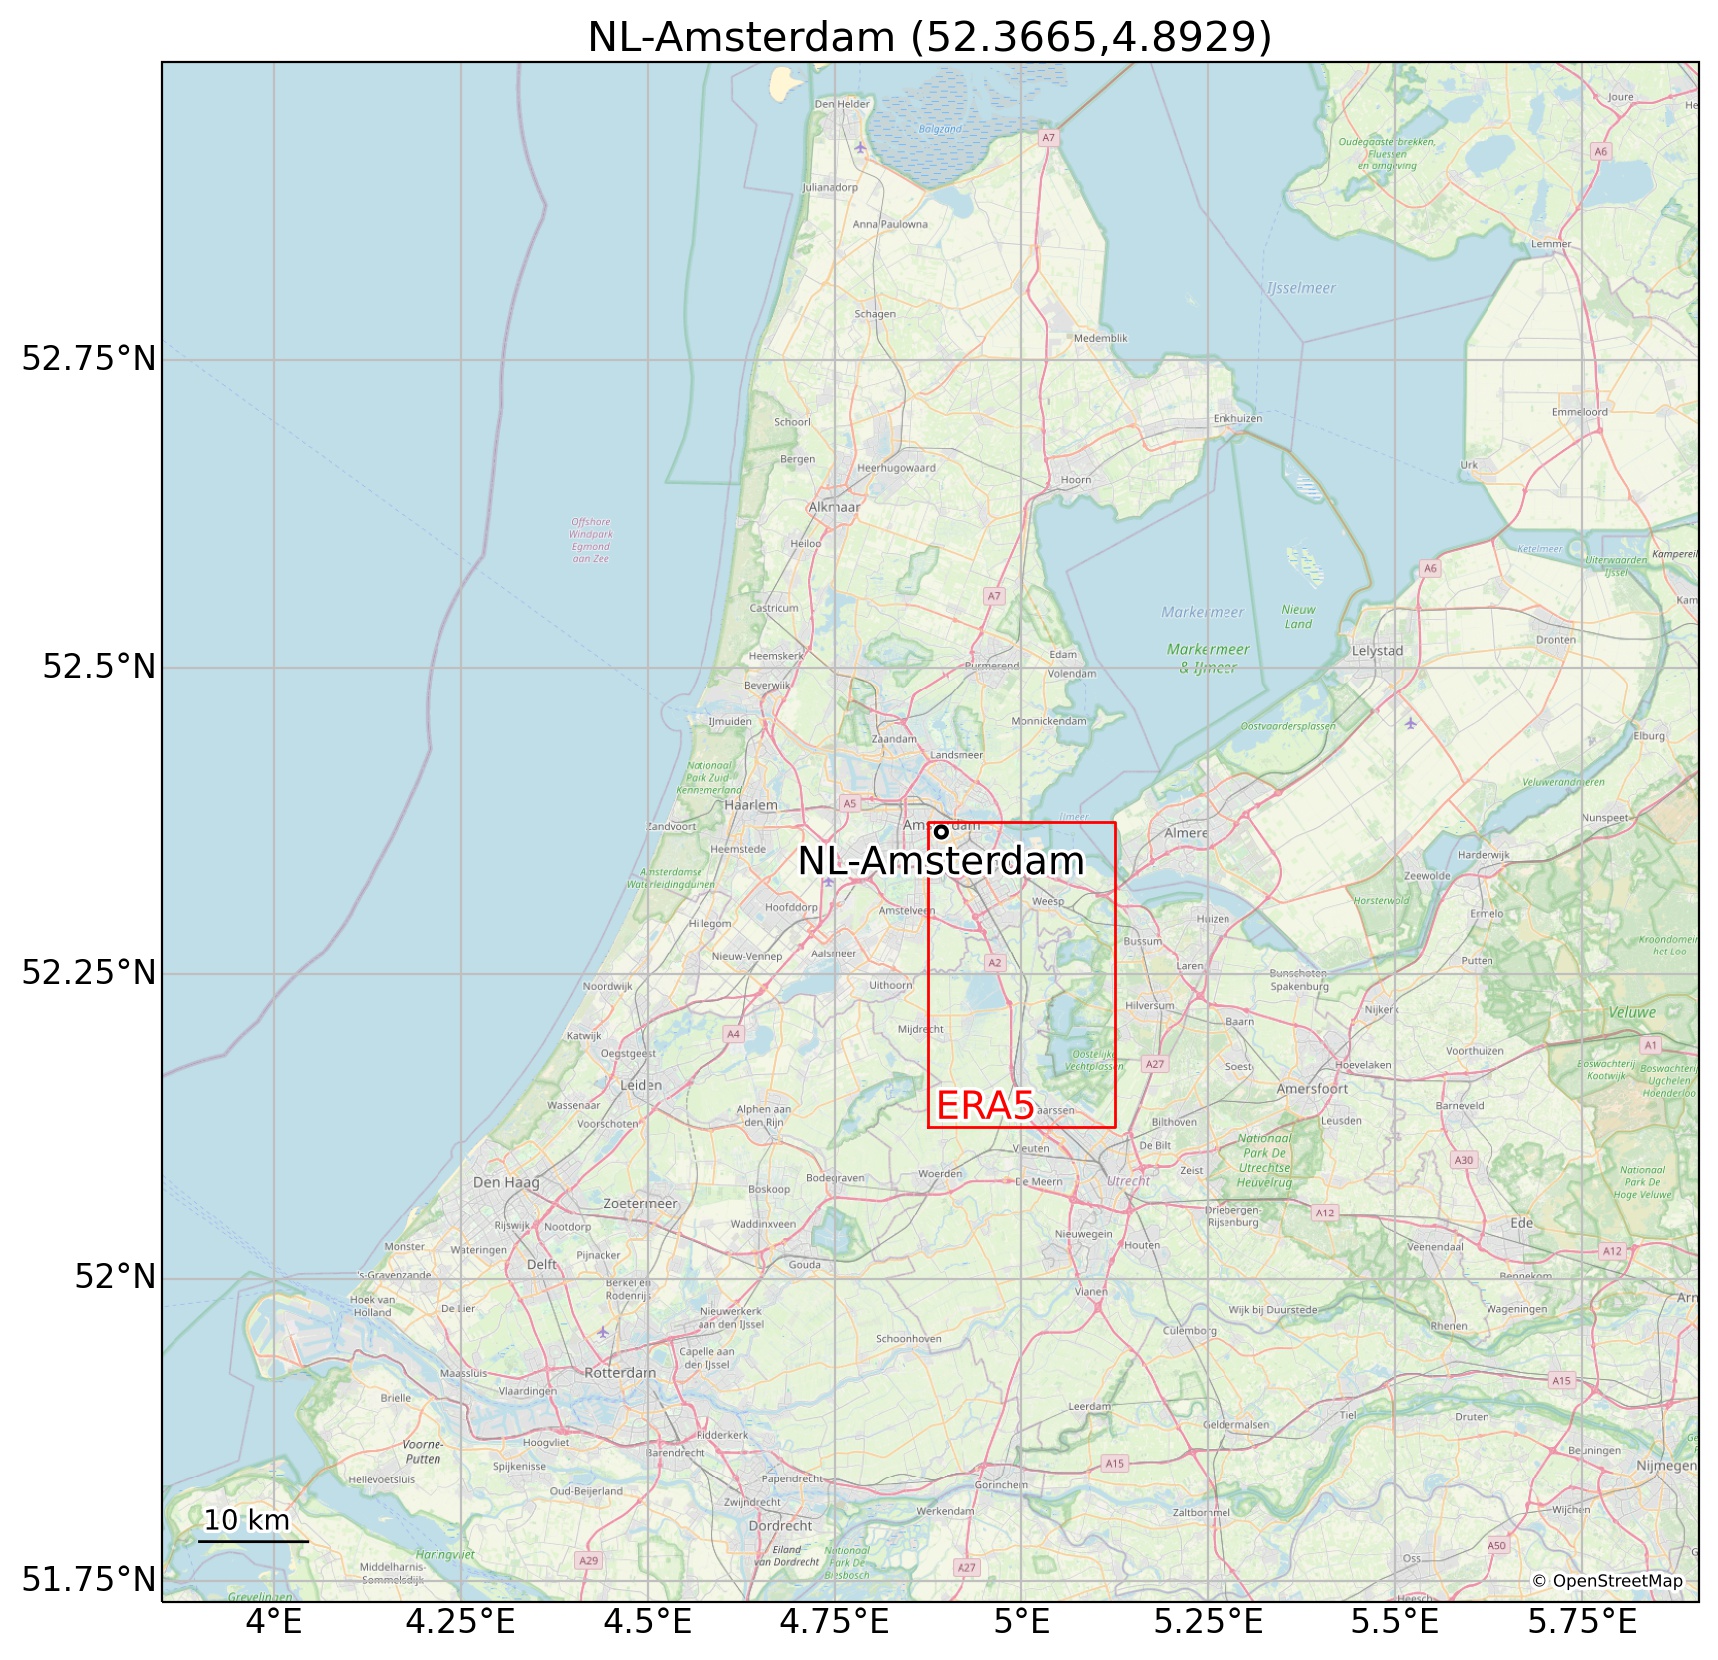 NL-Amsterdam (52.3665,4.8929)
Den Helder
Balgzand
A7
Joure
A6
Oudegaaste-brekken,
Fluessen
en omgeving
Julianadorp
Anna Paulowna
Lemmer
IJsselmeer
Schagen
Medemblik
52.75°N
Schoorl
Enkhuizen
Emmeloord
Bergen
Heerhugowaard
Urk
Hoorn
Alkmaar
Offshore
Windpark
Egmond
aan Zee
Heiloo
Ketelmeer
Kampereil
Uiterwaarden
IJssel
A6
A7
Castricum
Markermeer
Nieuw
Land
Kam
Dronten
Heemskerk
Edam
Volendam
Markermeer
& IJmeer
Lelystad
52.5°N
Purmerend
Beverwijk
IJmuiden
Monnickendam
Oostvaardersplassen
Elburg
Zaandam
Landsmeer
Nationaal
Park Zuid
Kennemerland
Veluwerandmeren
Haarlem
A5
IJmeer
Nunspeet
Zandvoort
Amsterdam
Almere
Heemstede
NL-Amsterdam
Harderwijk
Amsterdamse
Waterleidingduinen
Zeewolde
Hoofddorp
Amstelveen
Weesp
Horsterwold
Ermelo
Hillegom
Huizen
Bussum
Kroondomein
het Loo
Nieuw-Vennep
Aalsmeer
A2
Laren
Putten
52.25°N
Bunschoten
Spakenburg
Noordwijk
Uithoorn
Hilversum
Nijkerk
Veluwe
Katwijk
A4
Mijdrecht
Baarn
Oegstgeest
Oostelijke
Vechtplassen
A27
Soest
Hoevelaken
Voorthuizen
A1
Boswachterij
Kootwijk
Boswachterij
Ugchelen
Hoenderloo
Leiden
Amersfoort
Wassenaar
Voorschoten
Alphen aan
den Rijn
ERA5
aarssen
Bilthoven
Leusden
Barneveld
Vleuten
De Bilt
Nationaal
Park De
Utrechtse
Heuvelrug
A30
Den Haag
Bodegraven
Woerden
De Meern
Utrecht
Zeist
Nationaal
Park De
Hoge Veluwe
Zoetermeer
Boskoop
Rijswijk
Nootdorp
Waddinxveen
Driebergen-
Rijsenburg
A12
Ede
Monster
Wateringen
Pijnacker
Nieuwegein
Houten
Veenendaal
A12
Delft
Gouda
52°N
's-Gravenzande
Berkel en
Rodenrijs
Bennekom
Hoek van
Holland
De Lier
Nieuwerkerk
aan den IJssel
Vianen
Wijk bij Duurstede
Wageningen
Arn
Rhenen
Schoonhoven
Culemborg
Capelle aan
den IJssel
Maassluis
Rotterdam
A15
Brielle
Vlaardingen
Leerdam
Tiel
Druten
Geldermalsen
Voorne-
Putten
Hoogvliet
Ridderkerk
Barendrecht
Beuningen
Spijkenisse
A15
Nijmegen
Hellevoetsluis
Oud-Beijerland
Papendrecht
Gorinchem
Zwijndrecht
Werkendam
Zaltbommel
Wijchen
10 km
Dordrecht
A50
Haringvliet
Eiland
van Dordrecht
Nationaal
Park De
Biesbosch
Middelharnis-
Sommelsdijk
A29
A27
Oss
51.75°N
© OpenStreetMap
Grevelingen
Heesch
4°E
4.25°E
4.5°E
4.75°E
5°E
5.25°E
5.5°E
5.75°E